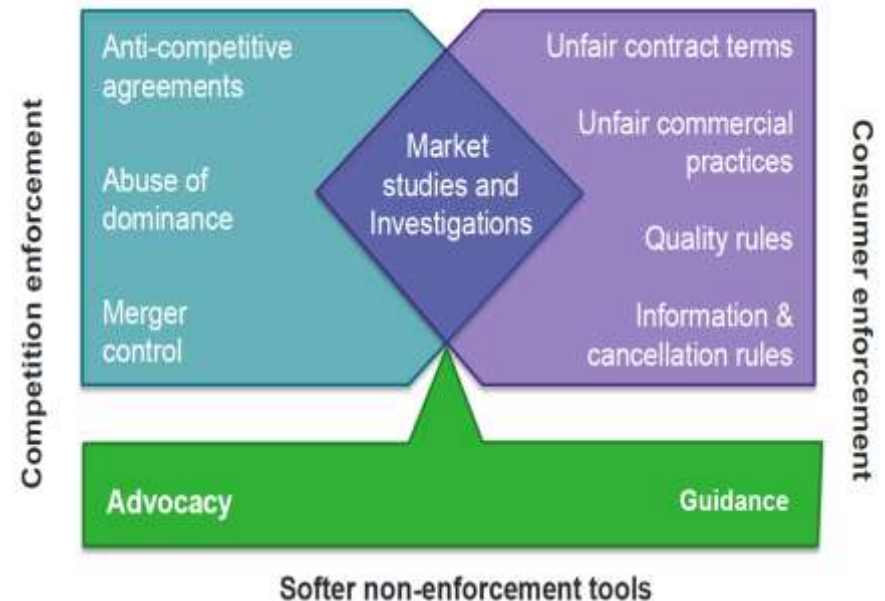 Competition enforcement
Anti-competitive
agreements
Abuse of
dominance
Merger
control
Market
studies and
Investigations
Unfair contract terms
Unfair commercial
practices
Quality rules
Information &
cancellation rules
Consumer enforcement
Advocacy
Guidance
Softer non-enforcement tools